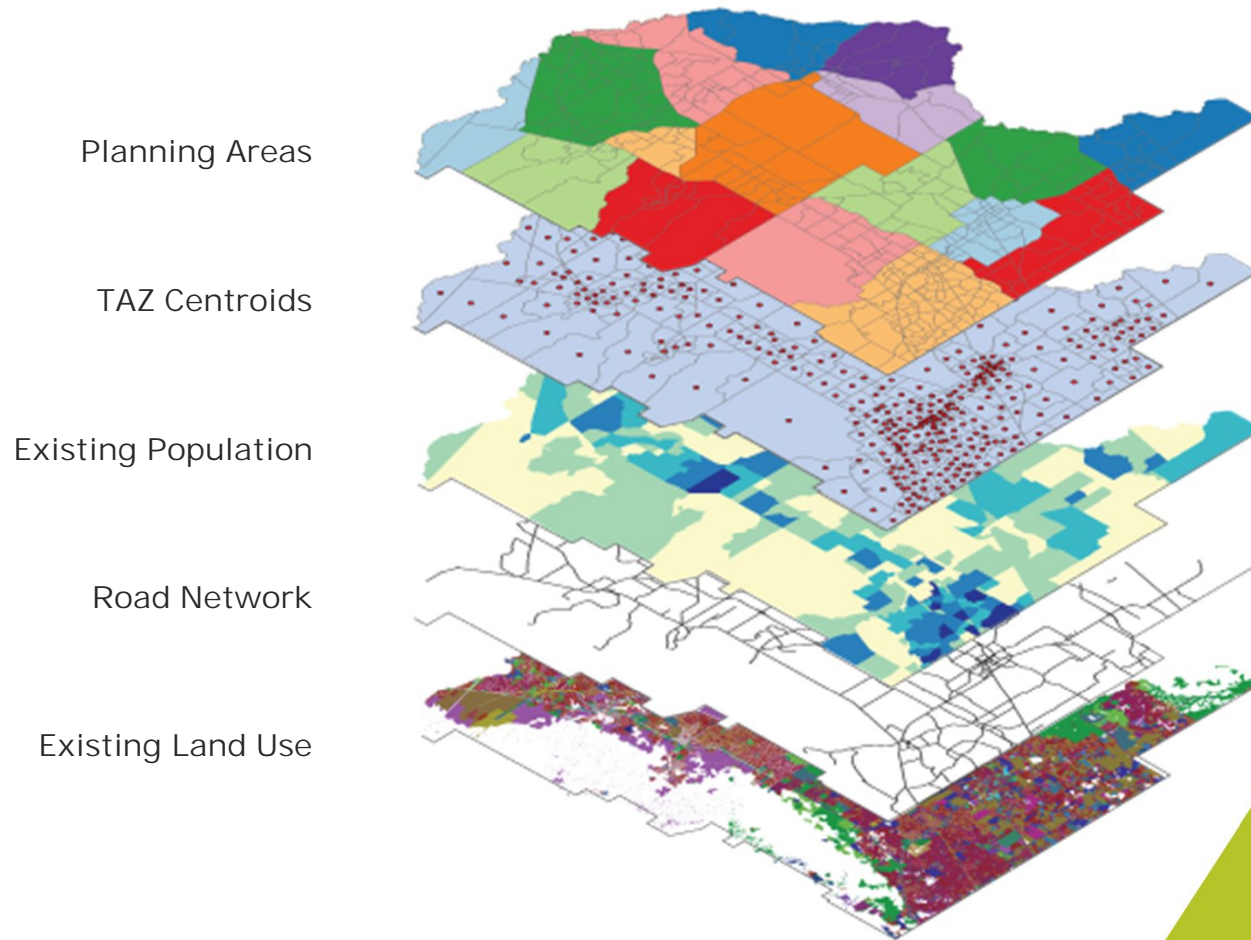 Planning Areas
TAZ Centroids
Existing Population
Road Network
Existing Land Use